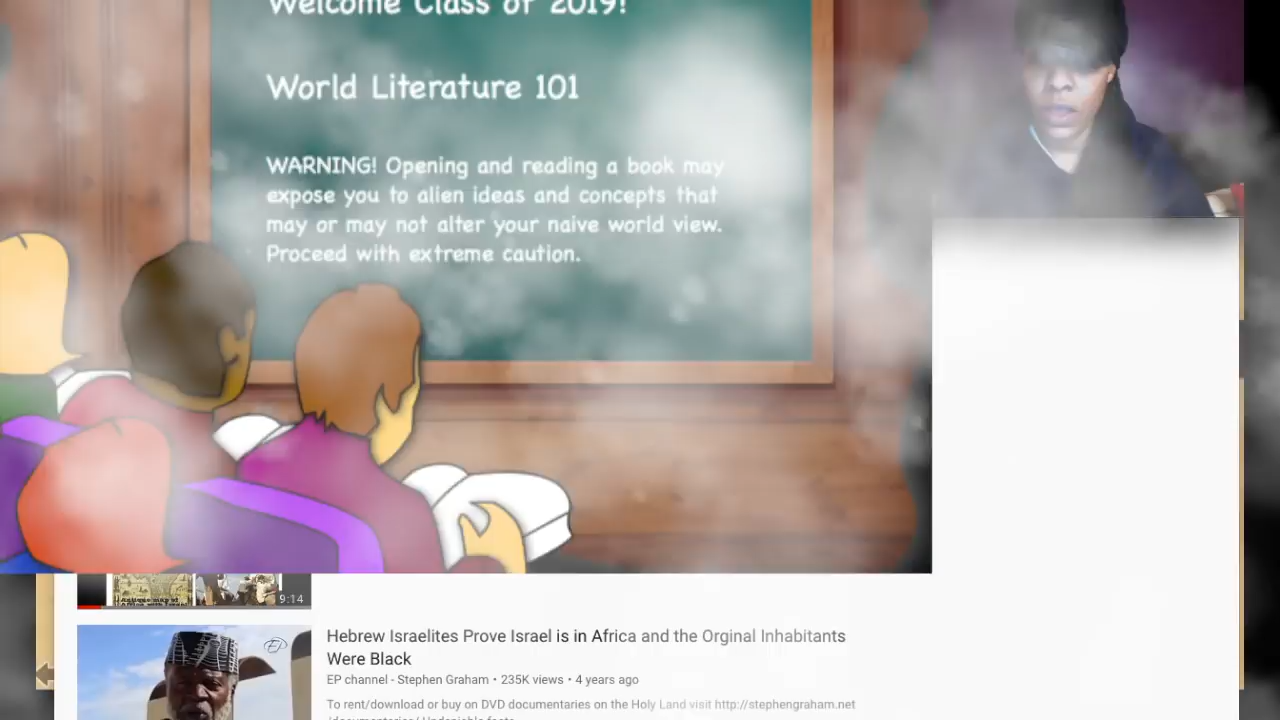 Welcome Class of 2019!
World Literature 101
WARNING! Opening and reading a book may
expose you to alien ideas and concepts that
may or may not alter your naive world view.
Proceed with extreme caution.
9:14
EP
Hebrew Israelites Prove Israel is in Africa and the Orginal Inhabitants
Were Black
EP channel - Stephen Graham • 235K views • 4 years ago
To rent/download or buy on DVD documentaries on the Holy Land visit http://stephengraham.net